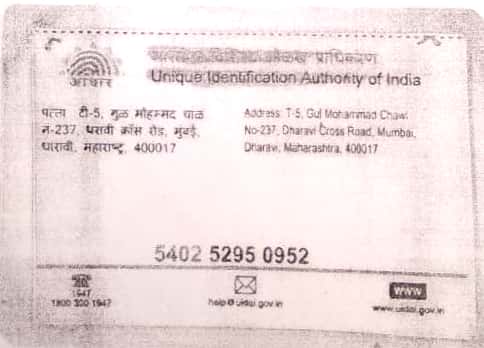 आधार
भारतीय विशिष्ट ओळख प्राधिकरण
Unique Identification Authority of India
पत्ता टी-5, गुळ मोहम्मद चाळ
न-237, धरावी क्रॉस रोड, मुंबई,
धारावी, महाराष्ट्र, 400017
Address: T-5, Gul Mohammad Chawl
No-237, Dharavi Cross Road, Mumbai,
Dharavi, Maharashtra, 400017
5402 5295 0952
1947
1800 300 1947
help@uidai.gov.in
WWW
www.uidai.gov.in